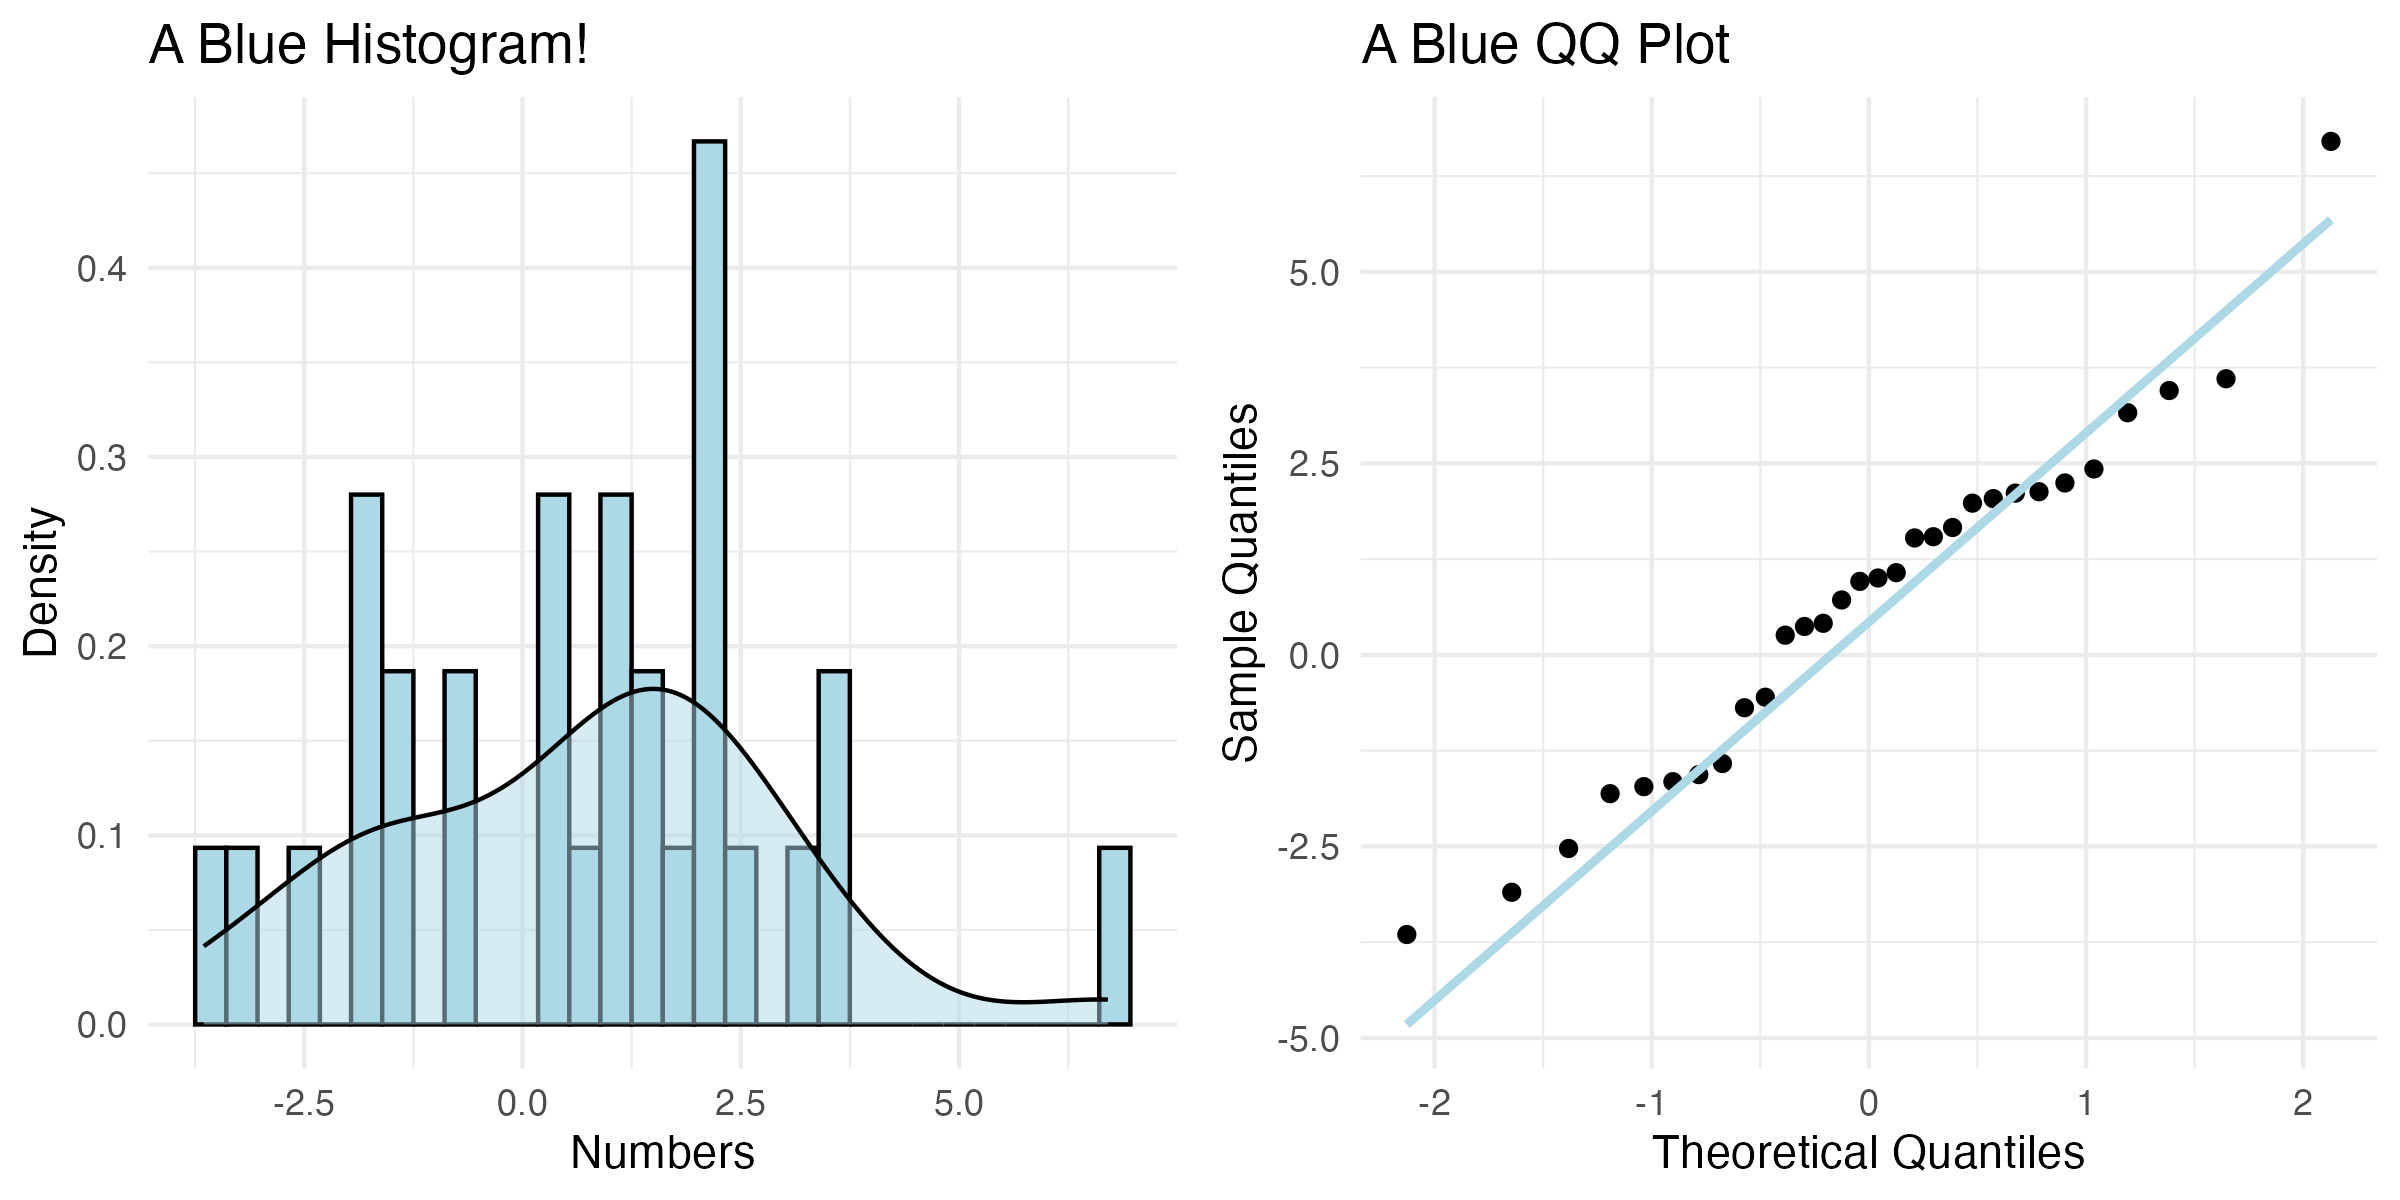 A Blue Histogram!
Density
0.4
0.3
0.2
0.1
0.0
-2.5 0.0 2.5 5.0
Numbers
A Blue QQ Plot
Sample Quantiles
5.0
2.5
0.0
-2.5
-5.0
-2 -1 0 1 2
Theoretical Quantiles